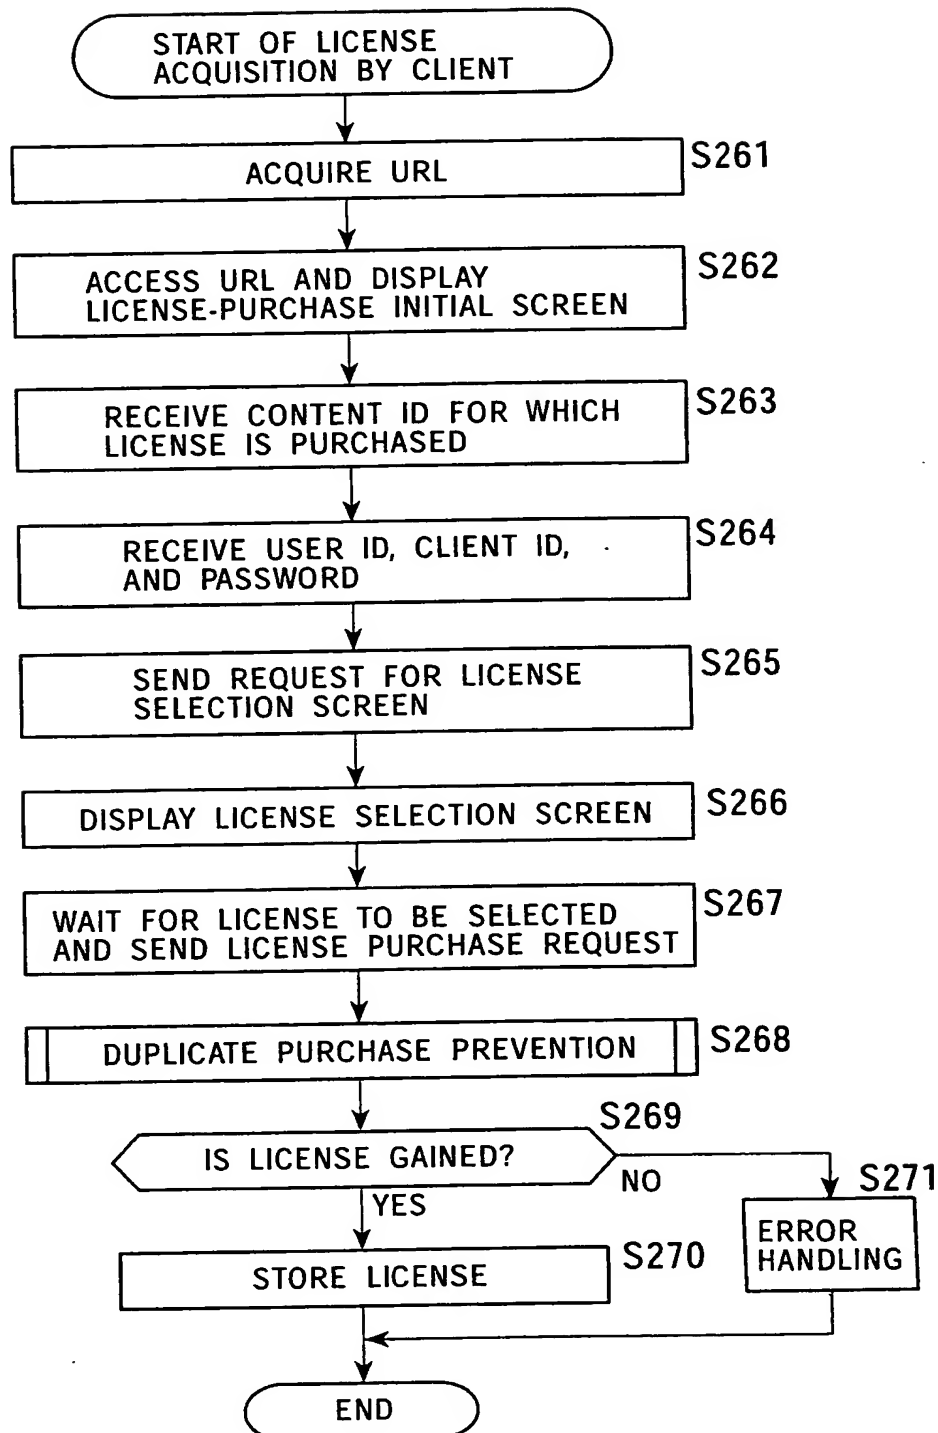 START OF LICENSE
ACQUISITION BY CLIENT
ACQUIRE URL
S261
ACCESS URL AND DISPLAY
LICENSE-PURCHASE INITIAL SCREEN
S262
RECEIVE CONTENT ID FOR WHICH
LICENSE IS PURCHASED
S263
RECEIVE USER ID, CLIENT ID,
AND PASSWORD
S264
SEND REQUEST FOR LICENSE
SELECTION SCREEN
S265
DISPLAY LICENSE SELECTION SCREEN
S266
WAIT FOR LICENSE TO BE SELECTED
AND SEND LICENSE PURCHASE REQUEST
S267
DUPLICATE PURCHASE PREVENTION
S268
IS LICENSE GAINED?
S269
NO
YES
S271
ERROR
HANDLING
STORE LICENSE
S270
END